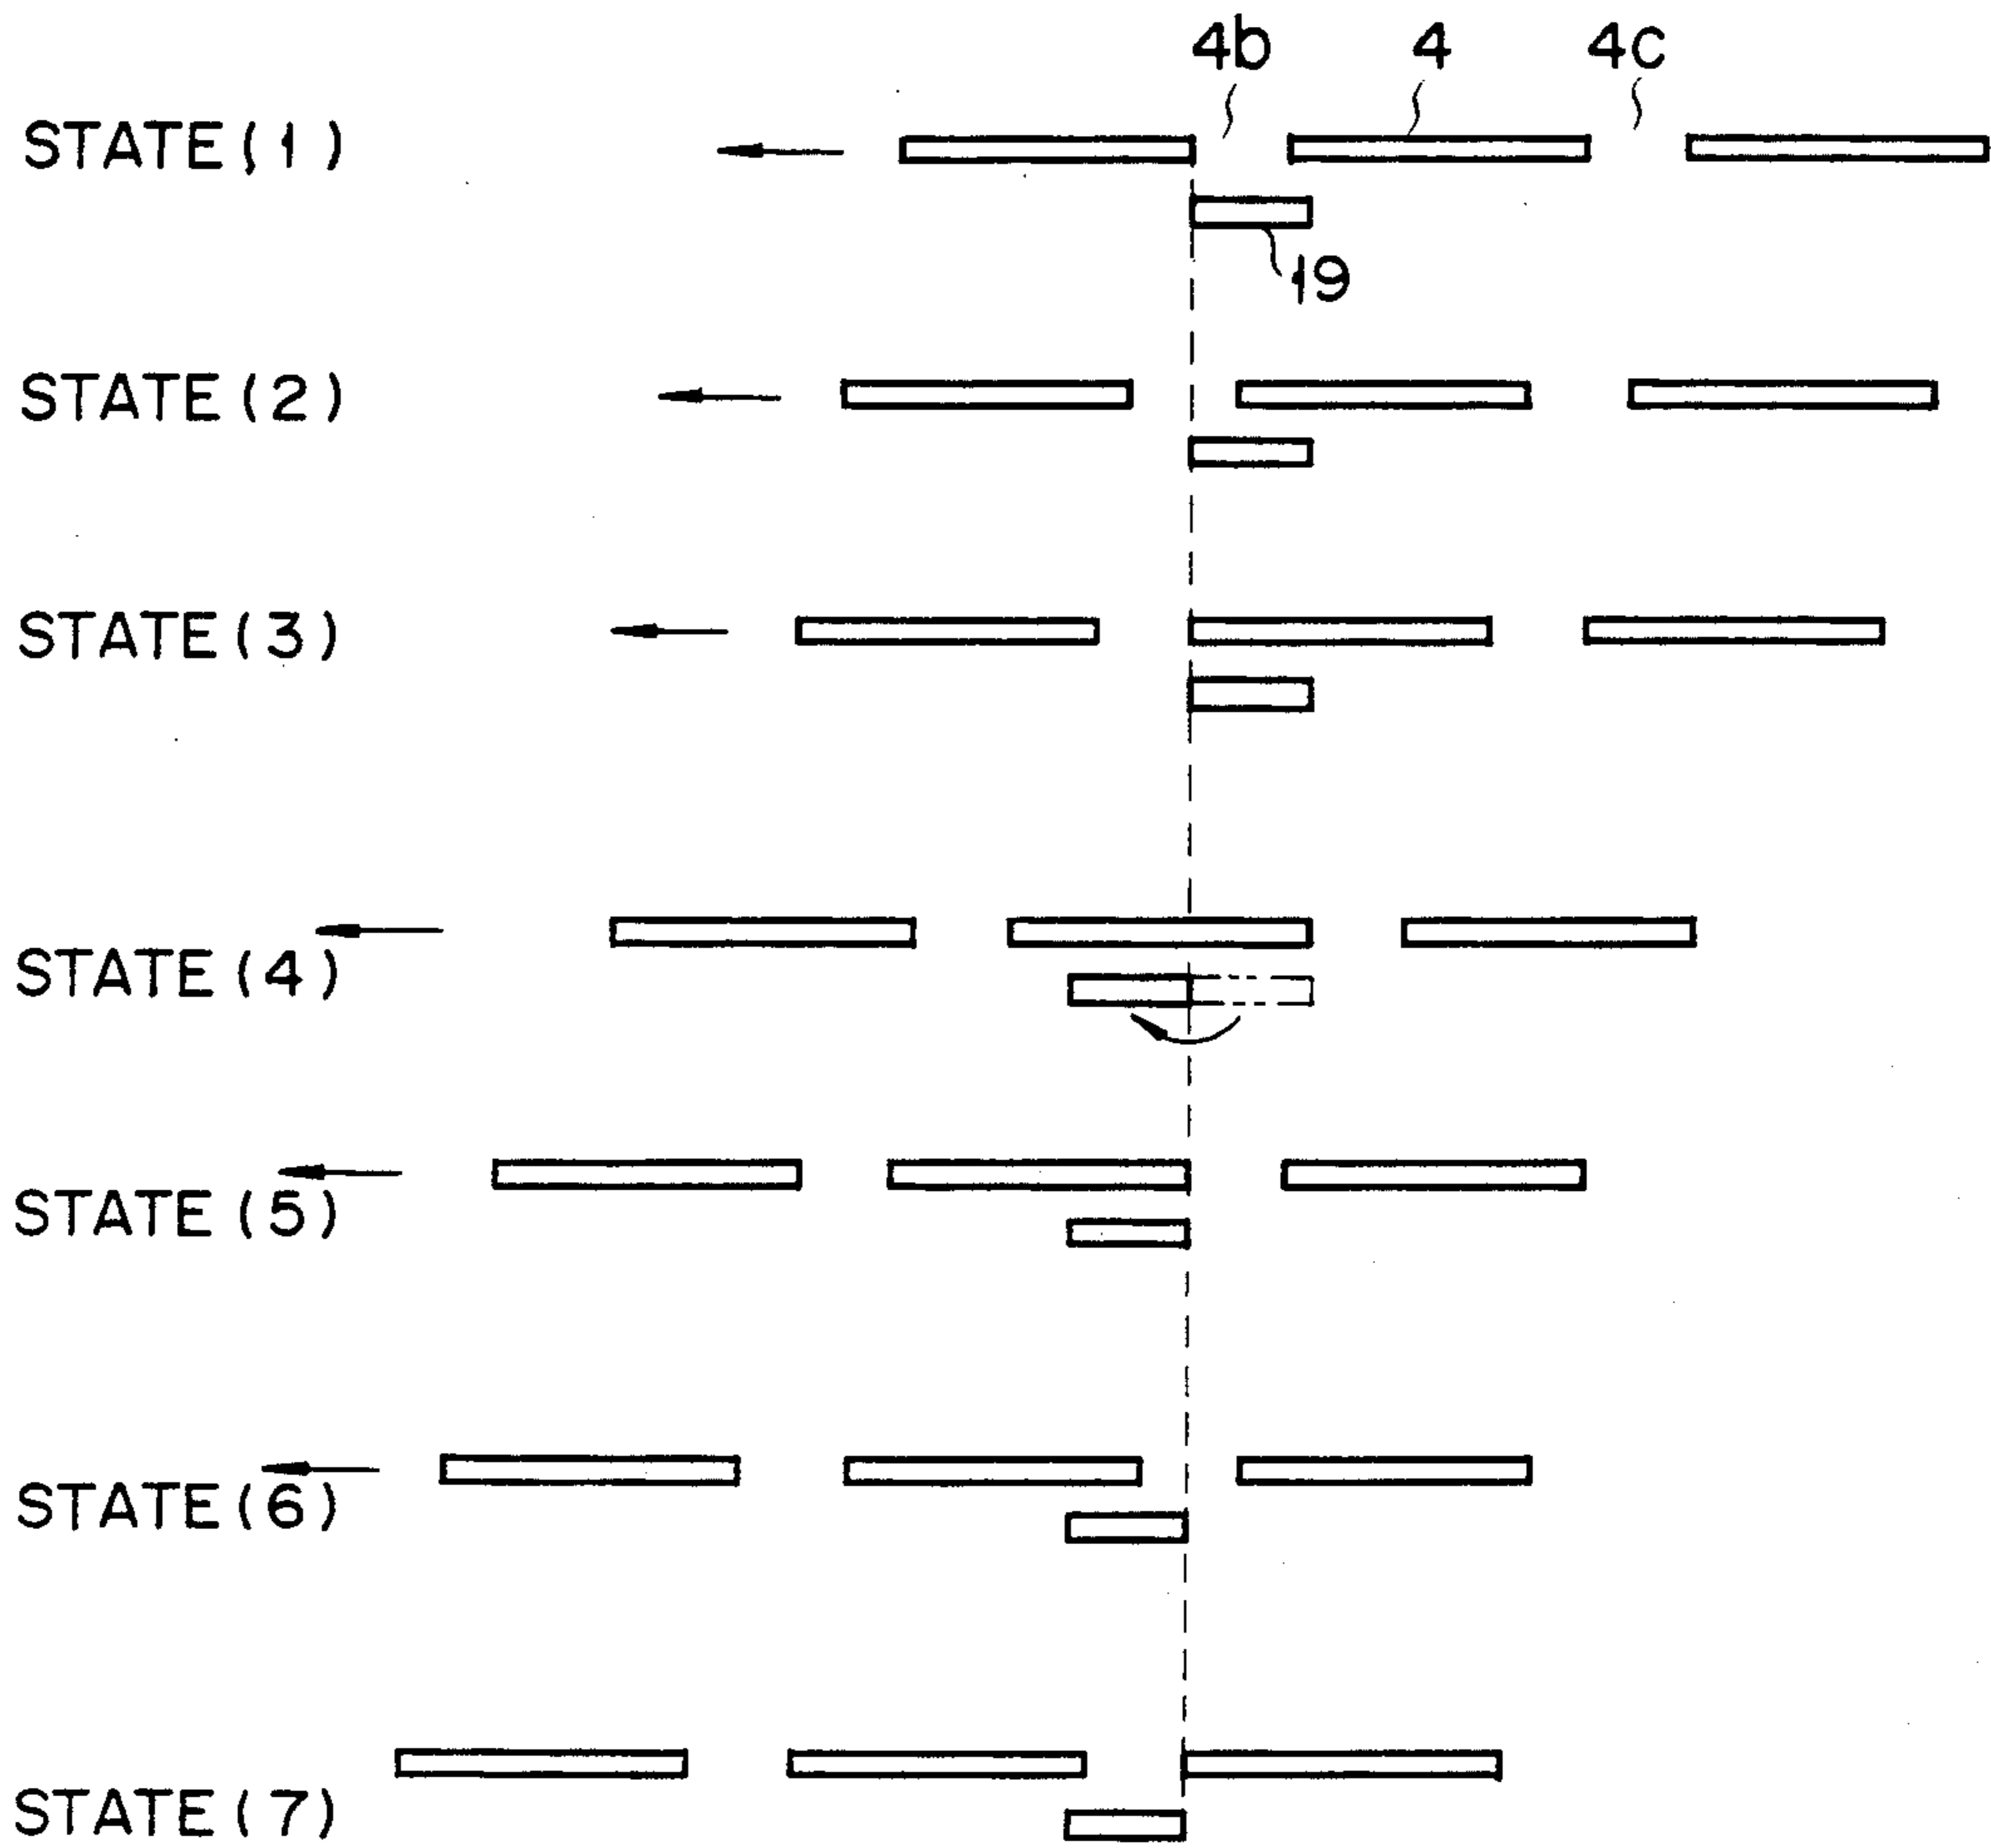 4b 4 4c
STATE(1)
19
STATE(2)
STATE(3)
STATE(4)
STATE(5)
STATE(6)
STATE(7)